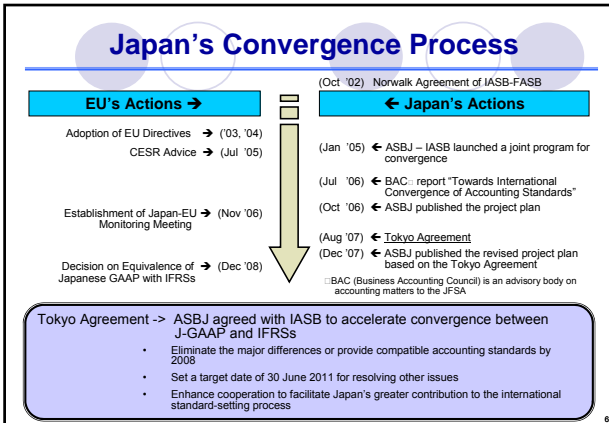 Japan's Convergence Process
(Oct '02) Norwalk Agreement of IASB-FASB
EU's Actions ➔
🡰 Japan's Actions
Adoption of EU Directives ➔ ('03, '04)
CESR Advice ➔ (Jul '05)
Establishment of Japan-EU ➔ (Nov '06)
Monitoring Meeting
Decision on Equivalence of ➔ (Dec '08)
Japanese GAAP with IFRSs
(Jan '05) 🡰 ASBJ – IASB launched a joint program for
convergence
(Jul '06) 🡰 BAC□ report "Towards International
Convergence of Accounting Standards"
(Oct '06) 🡰 ASBJ published the project plan
(Aug '07) 🡰 Tokyo Agreement
(Dec '07) 🡰 ASBJ published the revised project plan
based on the Tokyo Agreement
□BAC (Business Accounting Council) is an advisory body on
accounting matters to the JFSA
Tokyo Agreement -> ASBJ agreed with IASB to accelerate convergence between
J-GAAP and IFRSs
• Eliminate the major differences or provide compatible accounting standards by
2008
• Set a target date of 30 June 2011 for resolving other issues
• Enhance cooperation to facilitate Japan's greater contribution to the international
standard-setting process
6